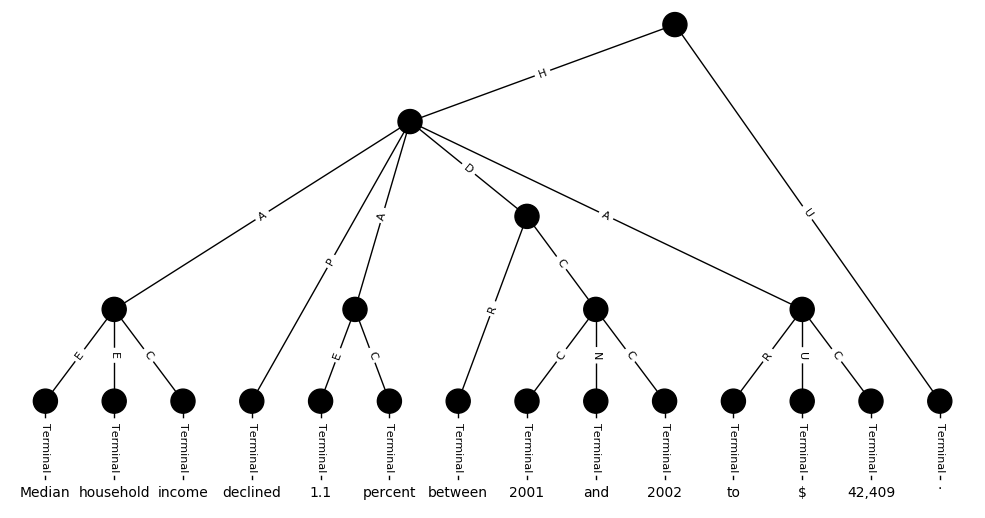 H
A P A D A U
E E C E C R C R U C
C N C
Terminal Terminal Terminal Terminal Terminal Terminal Terminal Terminal Terminal Terminal Terminal Terminal Terminal Terminal
Median household income declined 1.1 percent between 2001 and 2002 to $ 42,409 .